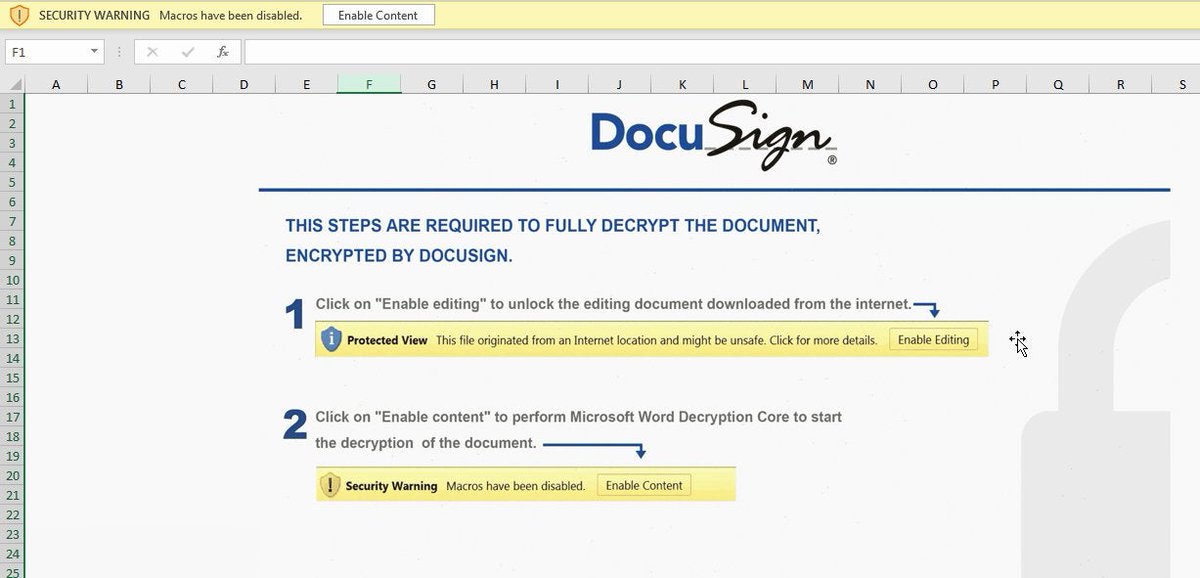 SECURITY WARNING Macros have been disabled. Enable Content
F1 fx
A B C D E F G H I J K L M N O P Q R S
1
2
3
4
5
6
7
8
9
10
11
12
13
14
15
16
17
18
19
20
21
22
23
24
25
DocuSign®
THIS STEPS ARE REQUIRED TO FULLY DECRYPT THE DOCUMENT,
ENCRYPTED BY DOCUSIGN.
1 Click on "Enable editing" to unlock the editing document downloaded from the internet.
Protected View This file originated from an Internet location and might be unsafe. Click for more details. Enable Editing
2 Click on "Enable content" to perform Microsoft Word Decryption Core to start
the decryption of the document.
Security Warning Macros have been disabled. Enable Content